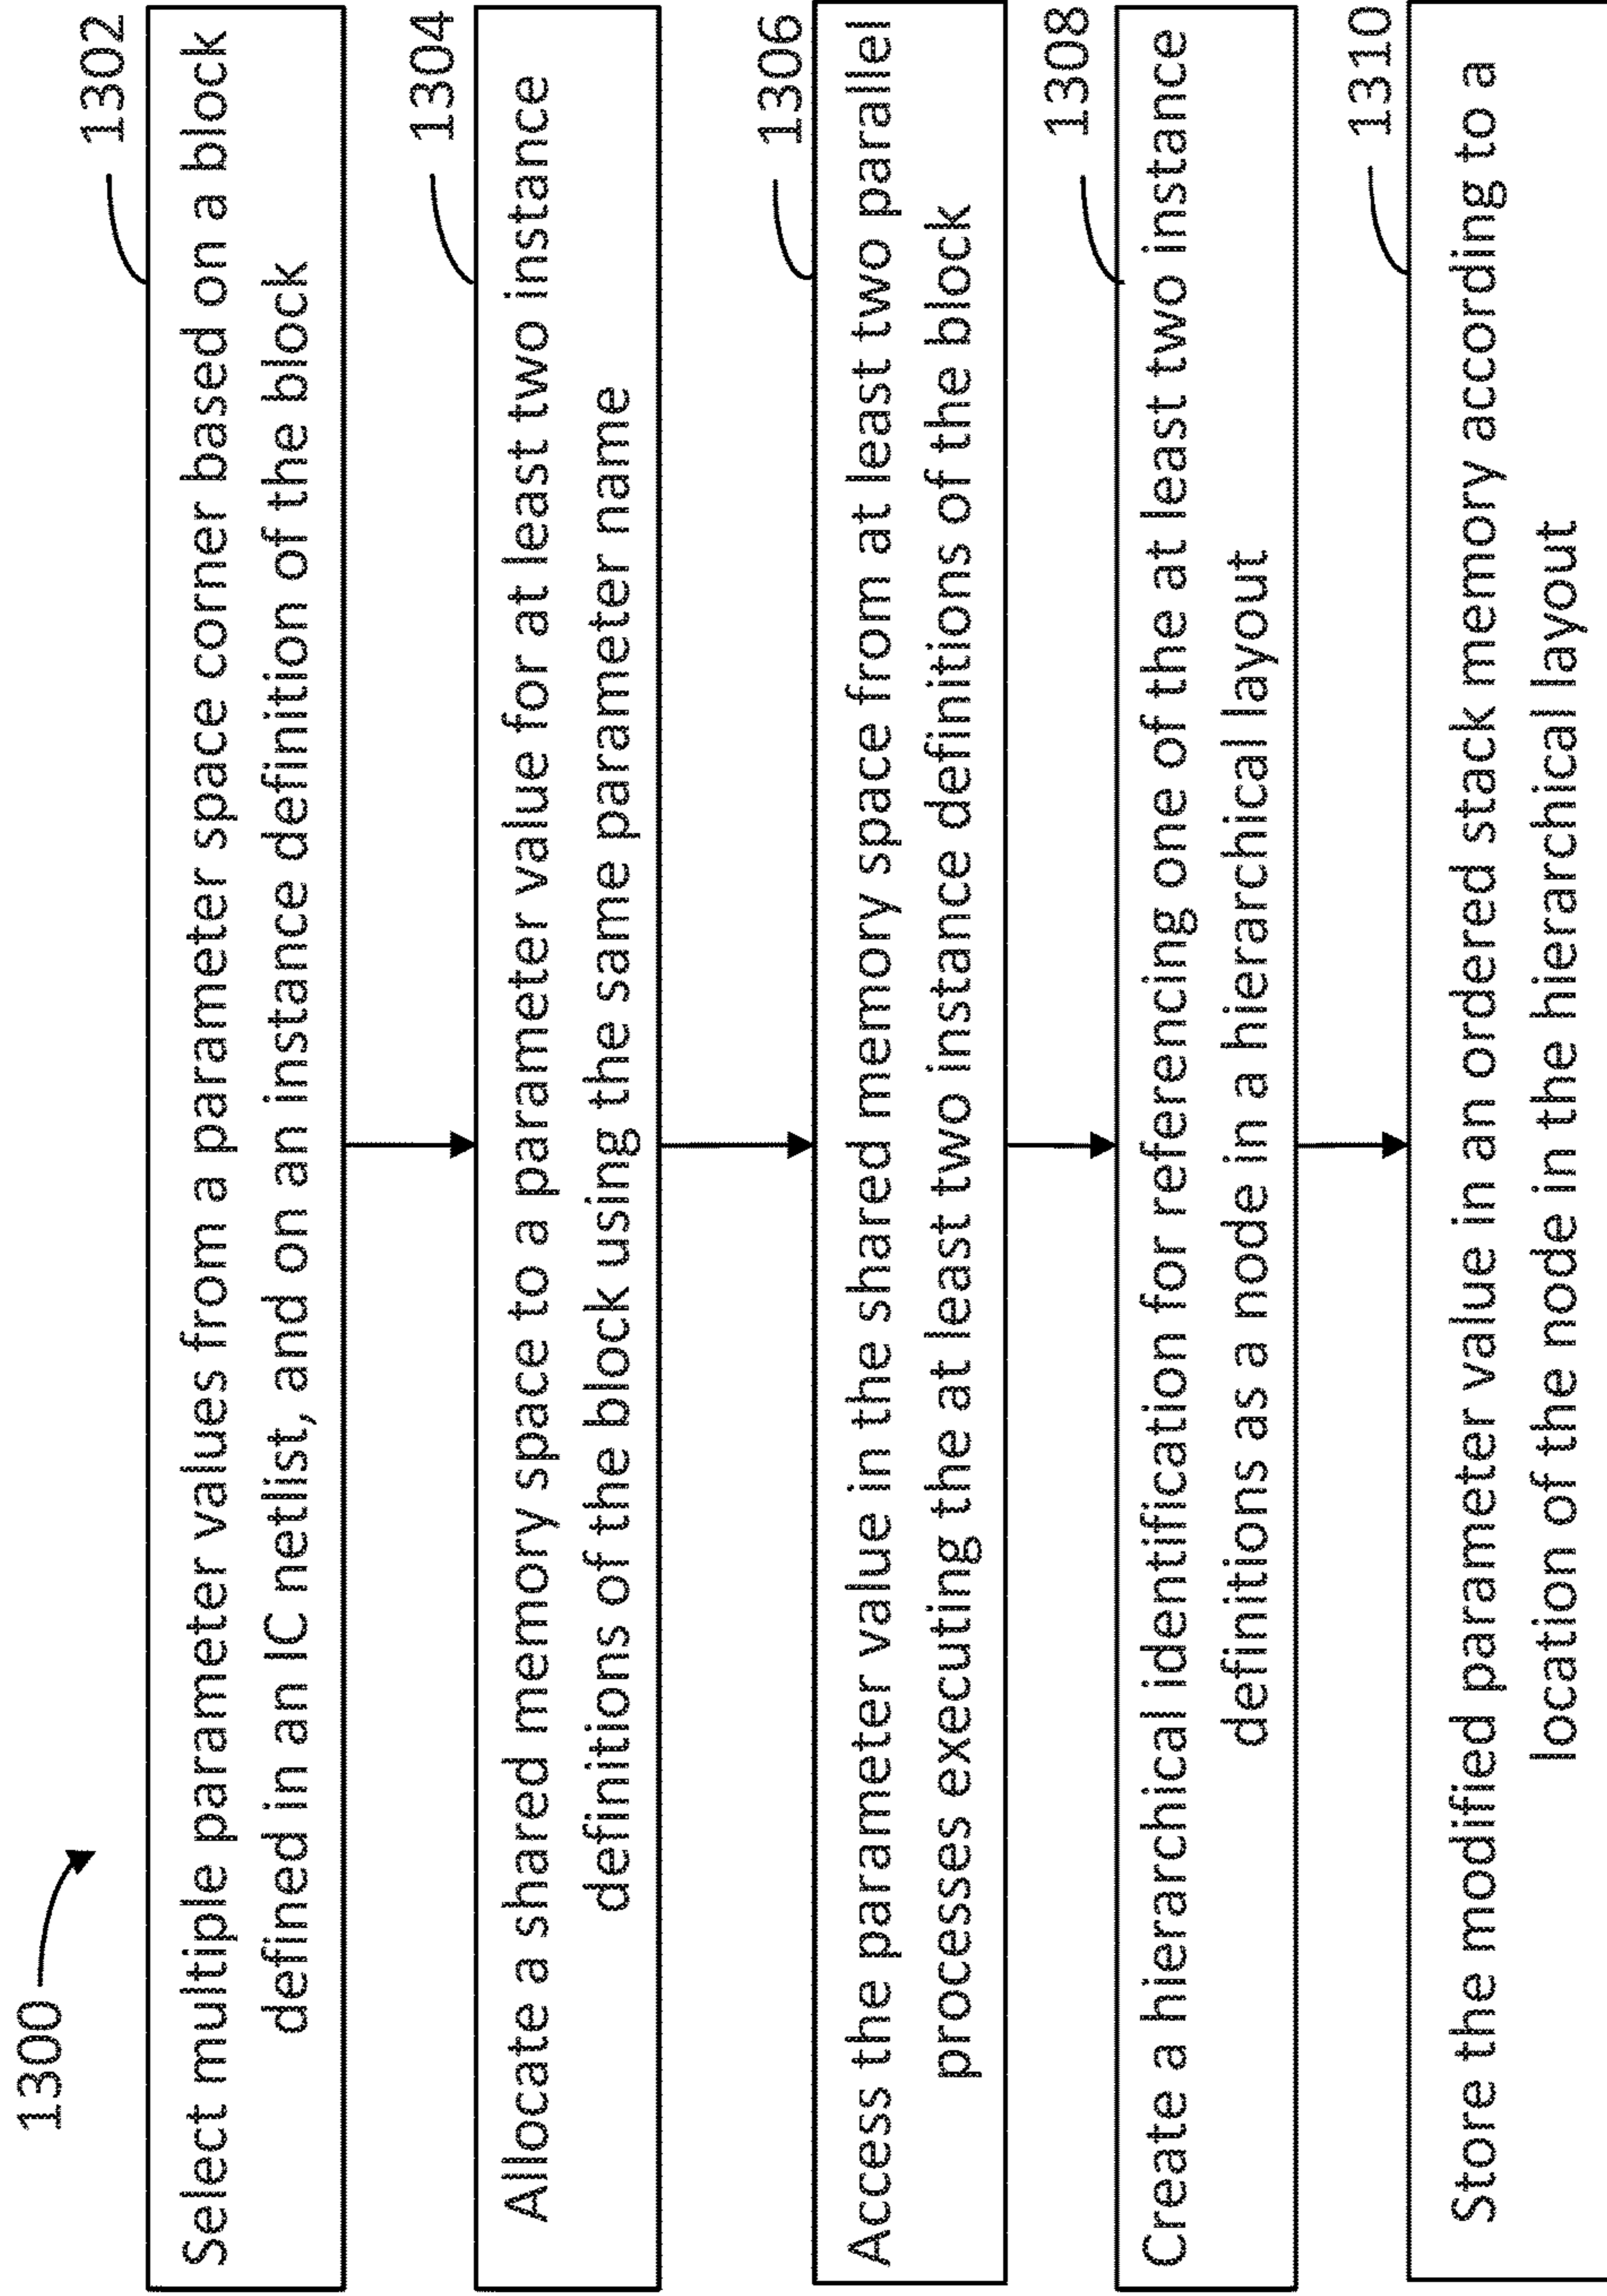 1300
1302
Select multiple parameter values from a parameter space corner based on a block
defined in an IC netlist, and on an instance definition of the block
1304
Allocate a shared memory space to a parameter value for at least two instance
definitions of the block using the same parameter name
1306
Access the parameter value in the shared memory space from at least two parallel
processes executing the at least two instance definitions of the block
1308
Create a hierarchical identification for referencing one of the at least two instance
definitions as a node in a hierarchical layout
1310
Store the modified parameter value in an ordered stack memory according to a
location of the node in the hierarchical layout